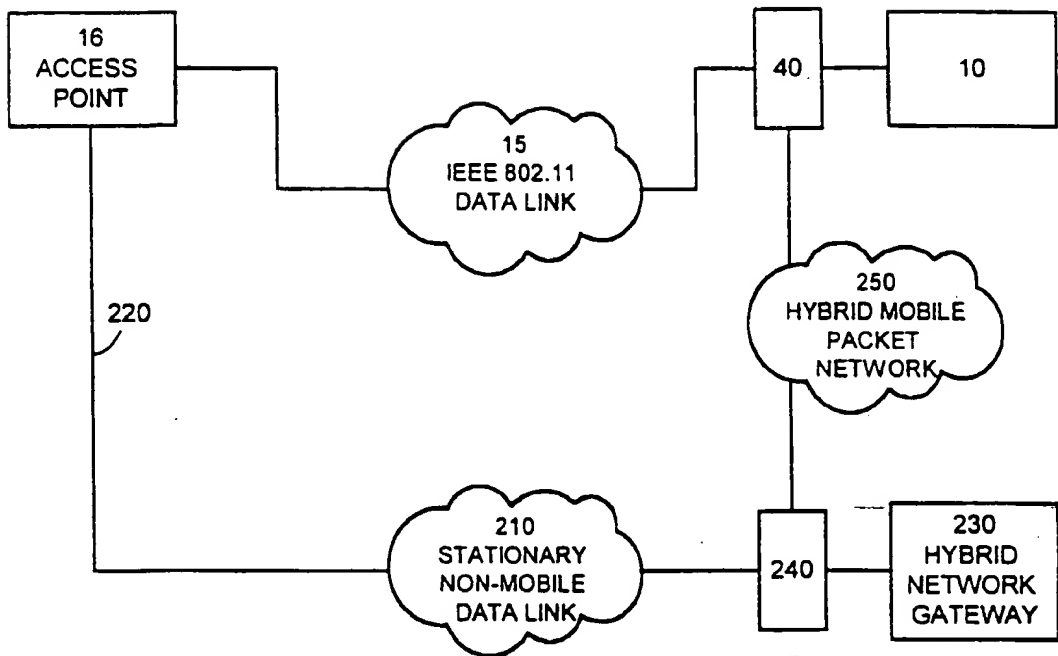 16
ACCESS
POINT
40
10
15
IEEE 802.11
DATA LINK
250
HYBRID MOBILE
PACKET
NETWORK
220
210
STATIONARY
NON-MOBILE
DATA LINK
240
230
HYBRID
NETWORK
GATEWAY